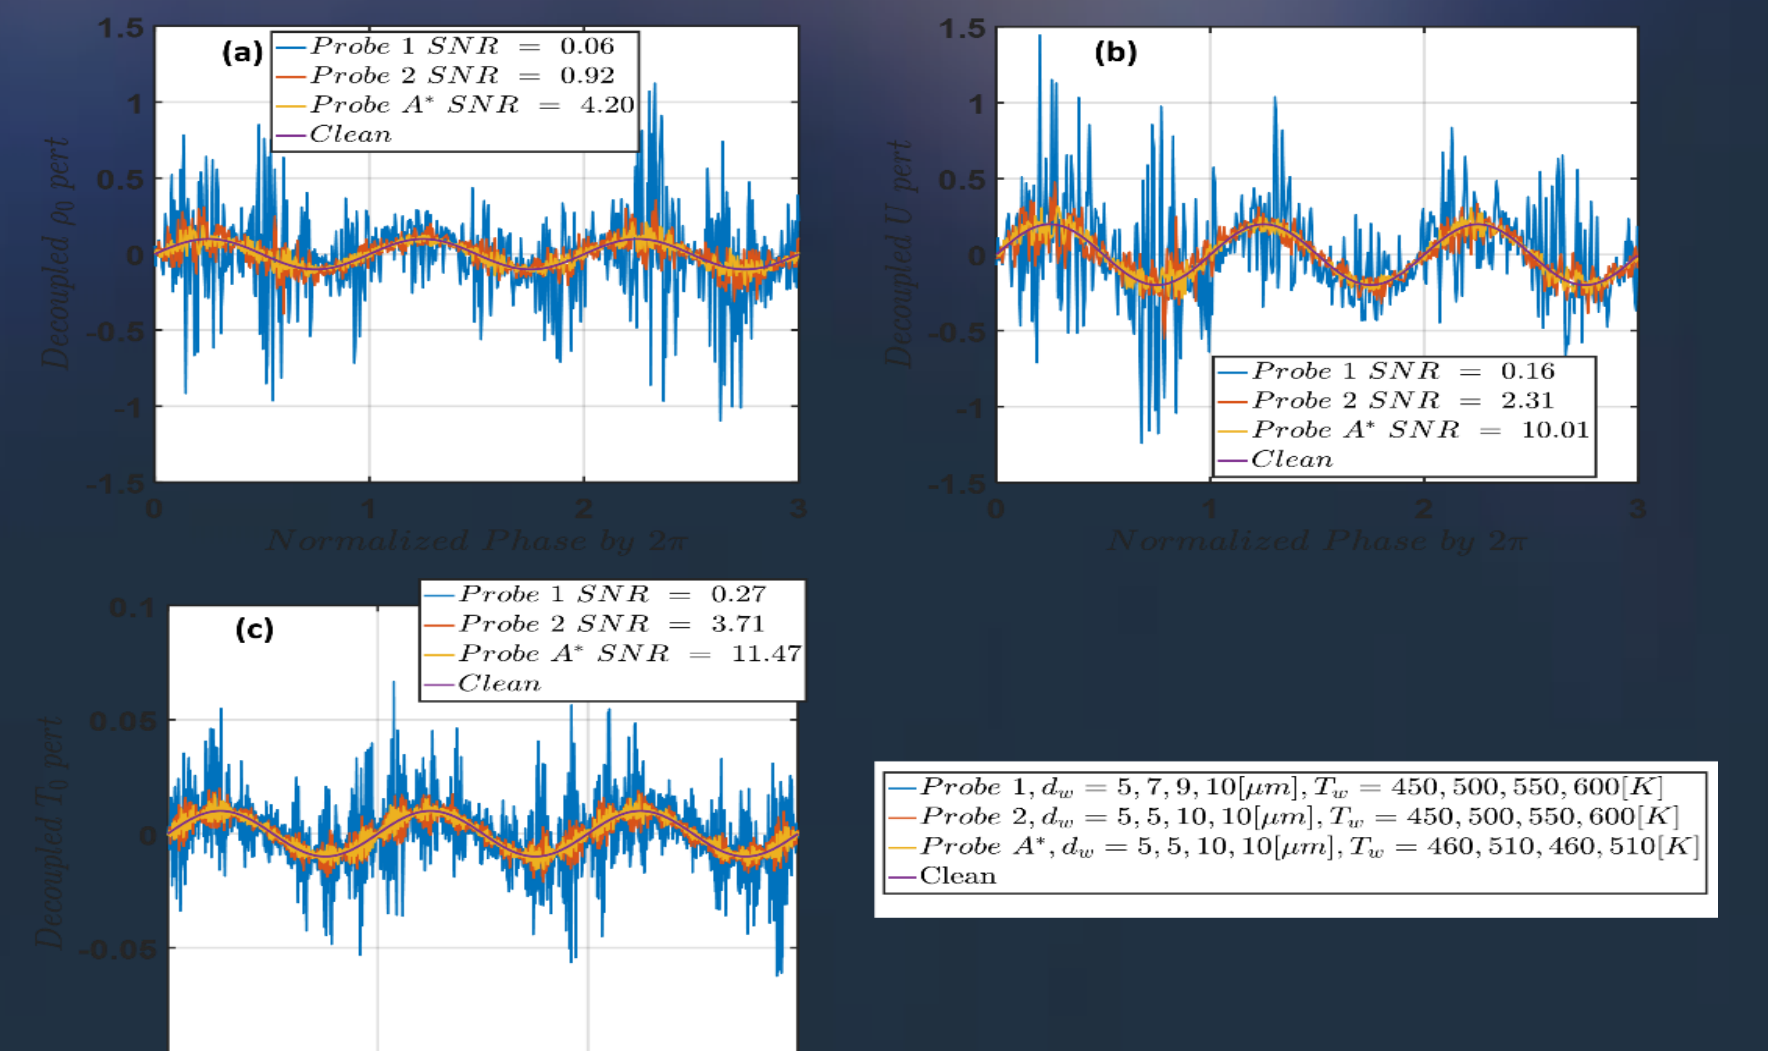 (a)
Probe 1 SNR = 0.06
Probe 2 SNR = 0.92
Probe A* SNR = 4.20
Clean
1.5
1
0.5
0
-0.5
-1
-1.5
Decoupled ρ₀ pert
0 1 2 3
Normalized Phase by 2π
(b)
1.5
1
0.5
0
-0.5
-1
-1.5
Decoupled U pert
Probe 1 SNR = 0.16
Probe 2 SNR = 2.31
Probe A* SNR = 10.01
Clean
0 1 2 3
Normalized Phase by 2π
(c)
Probe 1 SNR = 0.27
Probe 2 SNR = 3.71
Probe A* SNR = 11.47
Clean
0.1
0.05
0
-0.05
Decoupled T₀ pert
Probe 1, d_w = 5, 7, 9, 10[μm], T_w = 450, 500, 550, 600[K]
Probe 2, d_w = 5, 5, 10, 10[μm], T_w = 450, 500, 550, 600[K]
Probe A*, d_w = 5, 5, 10, 10[μm], T_w = 460, 510, 460, 510[K]
Clean